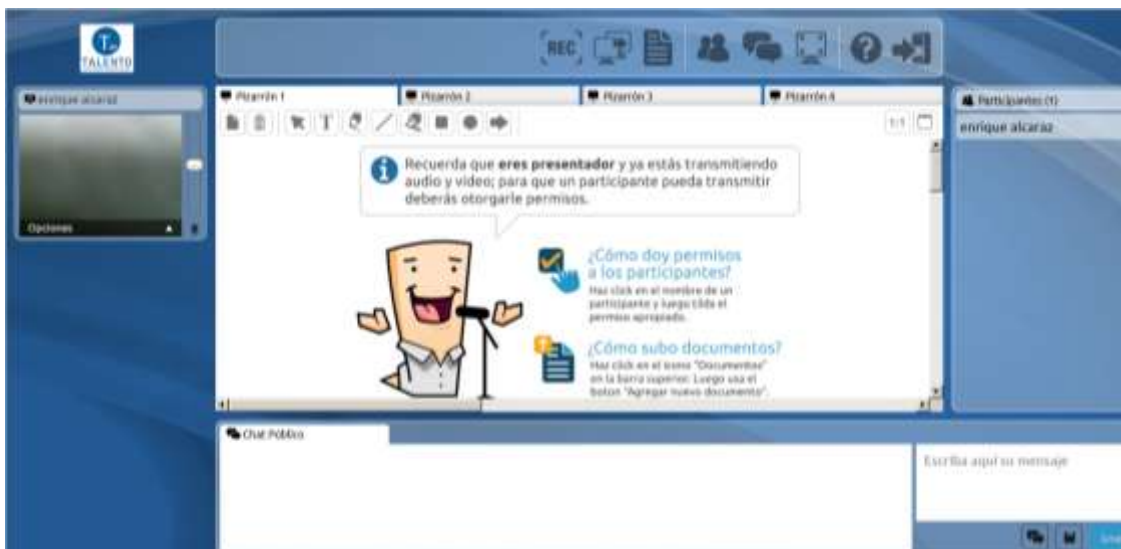 TALENTO
REC
enrique alcaraz
Opciones
Pizarrón 1
Pizarrón 2
Pizarrón 3
Pizarrón 4
1:1
Recuerda que eres presentador y ya estás transmitiendo
audio y video; para que un participante pueda transmitir
deberás otorgarle permisos.
¿Cómo doy permisos
a los participantes?
Haz click en el nombre de un
participante y luego tilda el
permiso apropiado.
¿Cómo subo documentos?
Haz click en el icono "Documentos"
en la barra superior. Luego usa el
boton "Agregar nuevo documento".
Participantes (1)
enrique alcaraz
Chat Público
Escriba aquí su mensaje